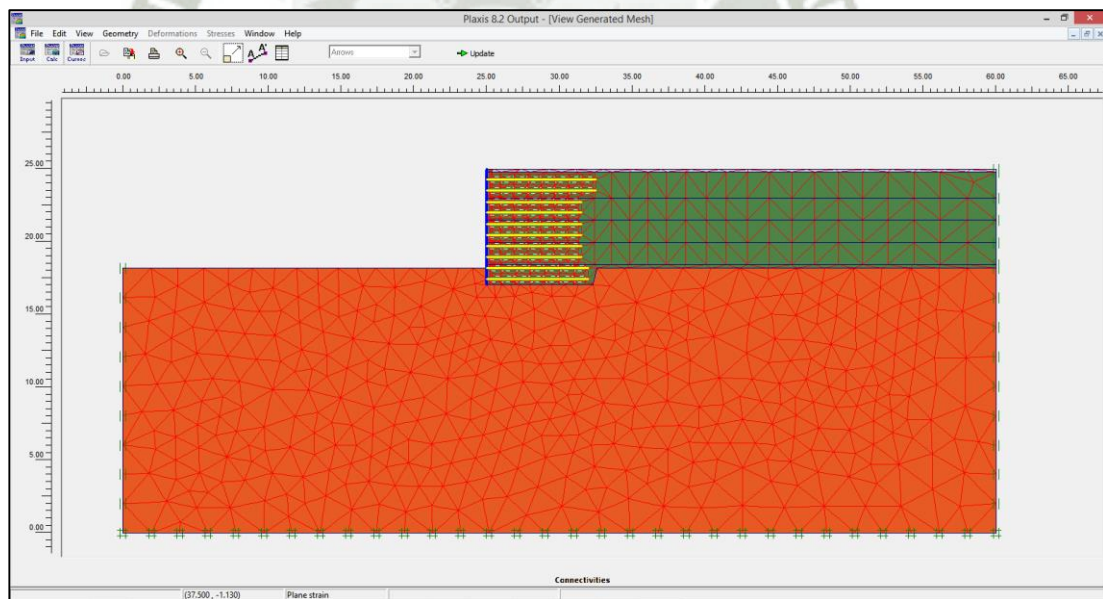 Plaxis 8.2 Output - [View Generated Mesh]
File Edit View Geometry Deformations Stresses Window Help
Input Calc Curves Arrows Update
0.00 5.00 10.00 15.00 20.00 25.00 30.00 35.00 40.00 45.00 50.00 55.00 60.00 65.00
25.00
20.00
15.00
10.00
5.00
0.00
Connectivities
(37.500 , -1.130) Plane strain